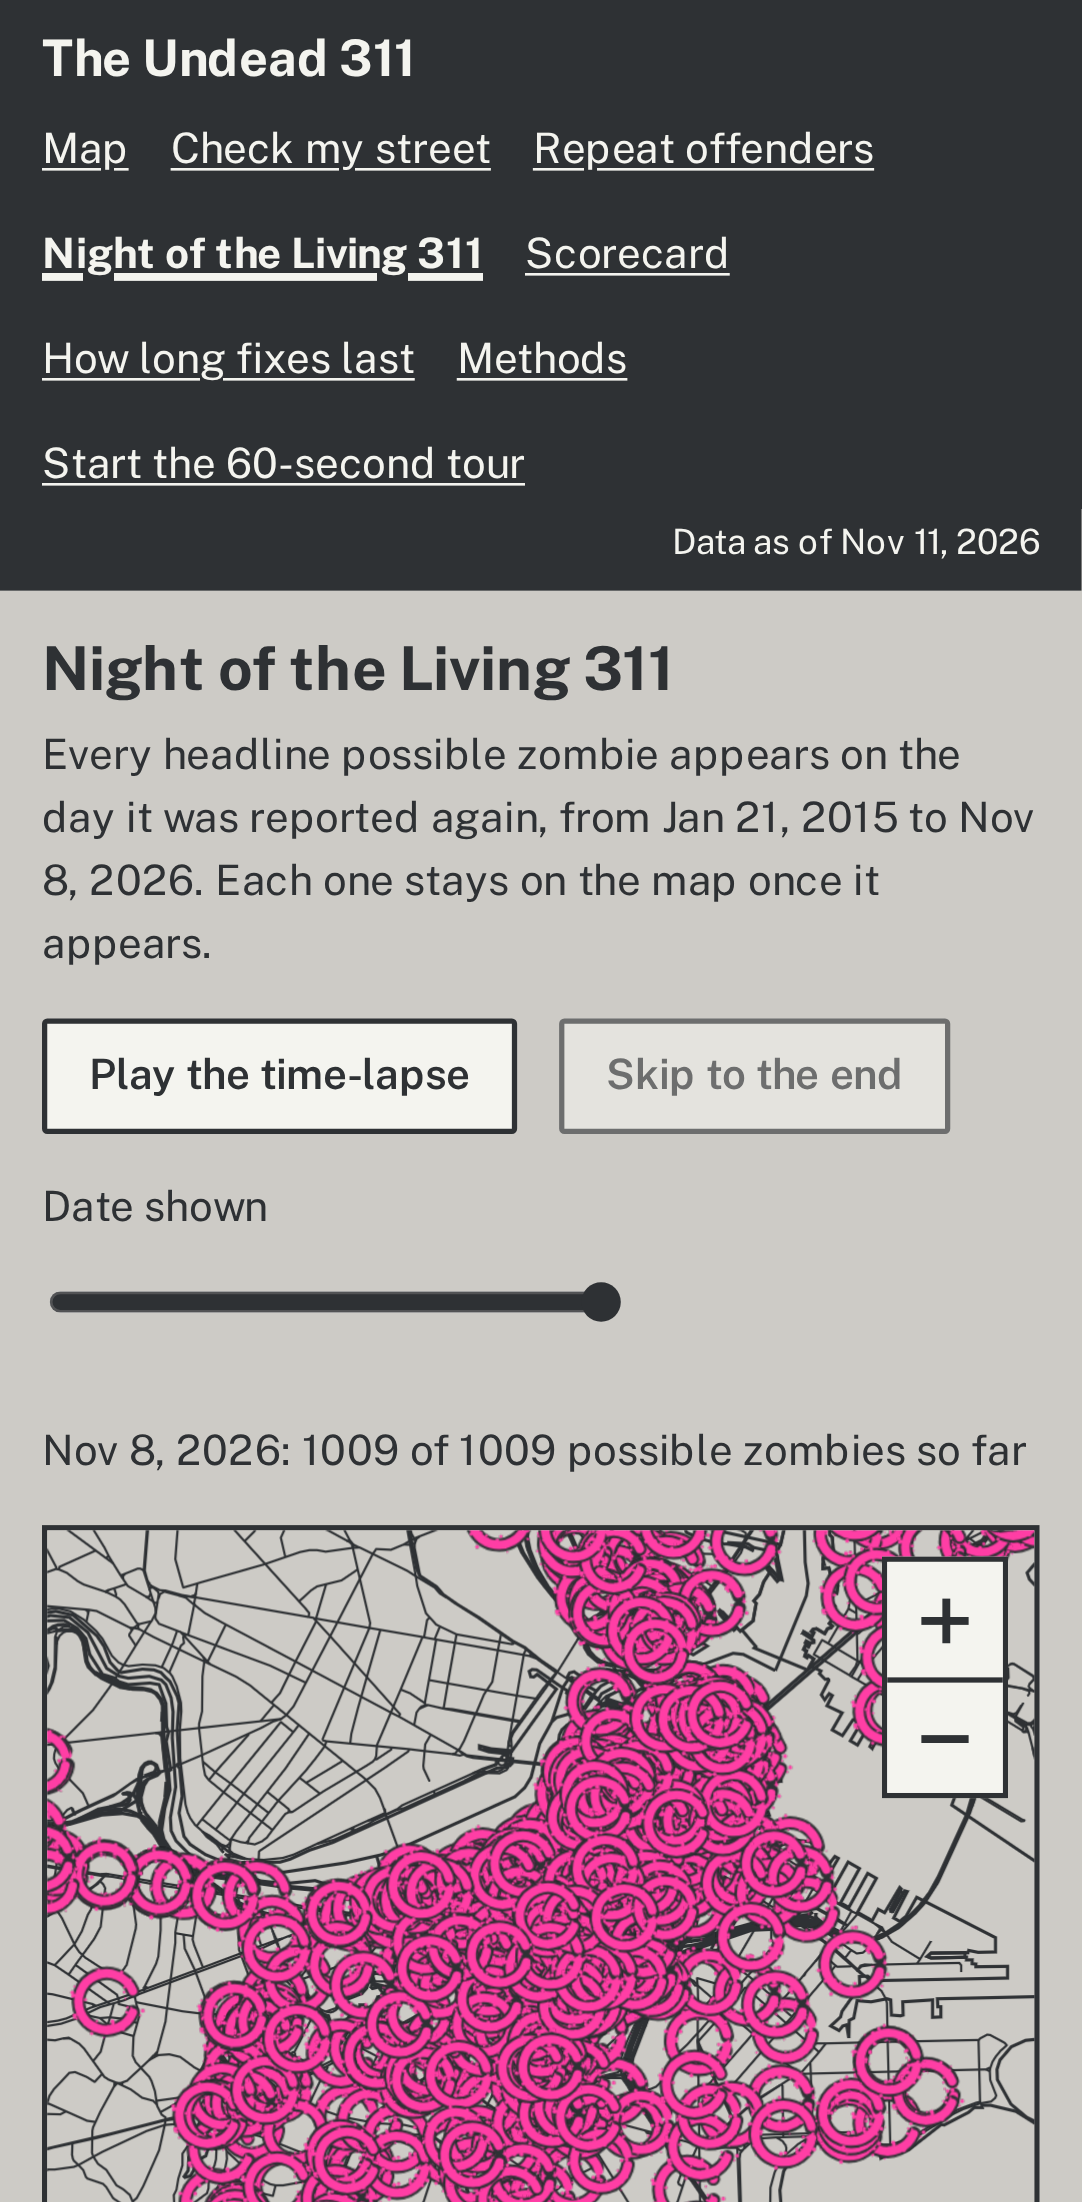 The Undead 311
Map Check my street Repeat offenders
Night of the Living 311 Scorecard
How long fixes last Methods
Start the 60-second tour
Data as of Nov 11, 2026
Night of the Living 311
Every headline possible zombie appears on the
day it was reported again, from Jan 21, 2015 to Nov
8, 2026. Each one stays on the map once it
appears.
Play the time-lapse Skip to the end
Date shown
Nov 8, 2026: 1009 of 1009 possible zombies so far
+
−